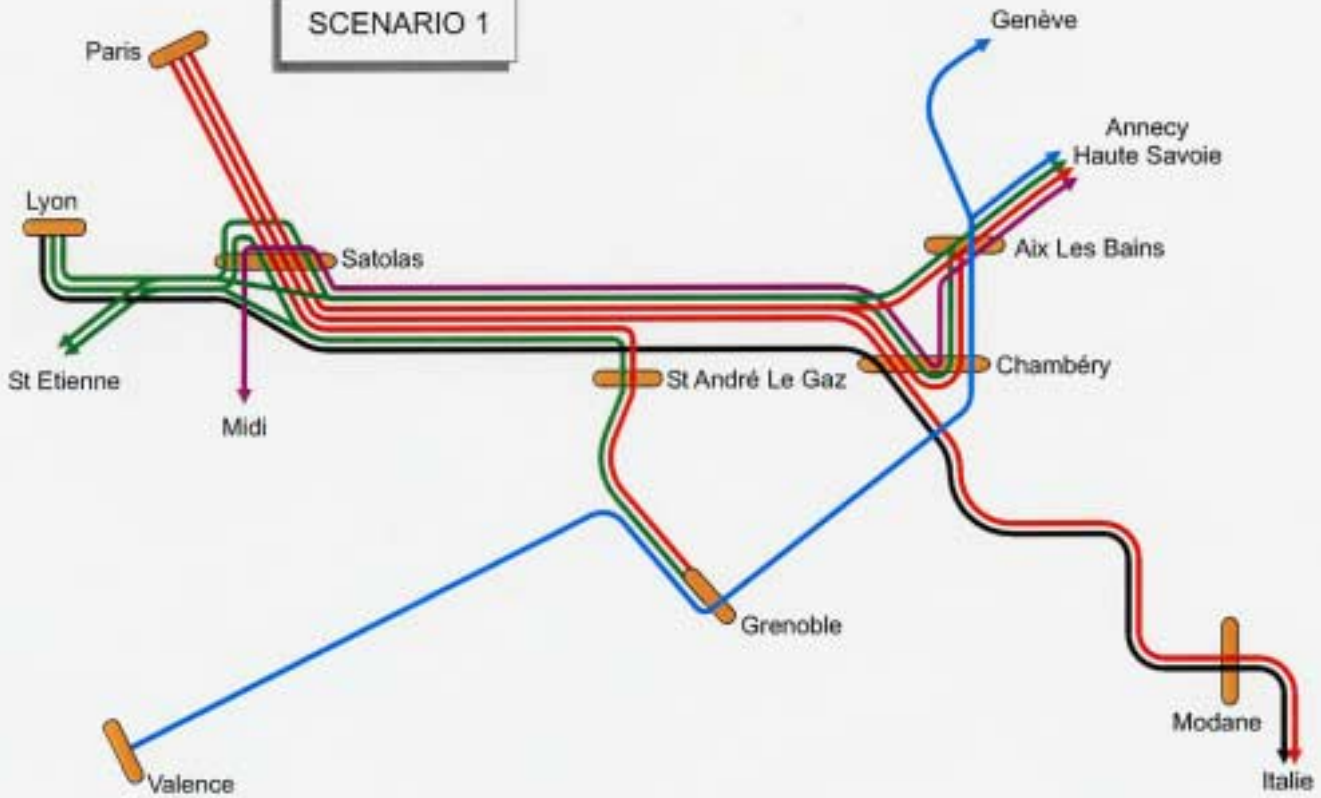 SCENARIO 1
Genève
Paris
Annecy
Haute Savoie
Lyon
Satolas
Aix Les Bains
St Etienne
Midi
St André Le Gaz
Chambéry
Grenoble
Modane
Valence
Italie